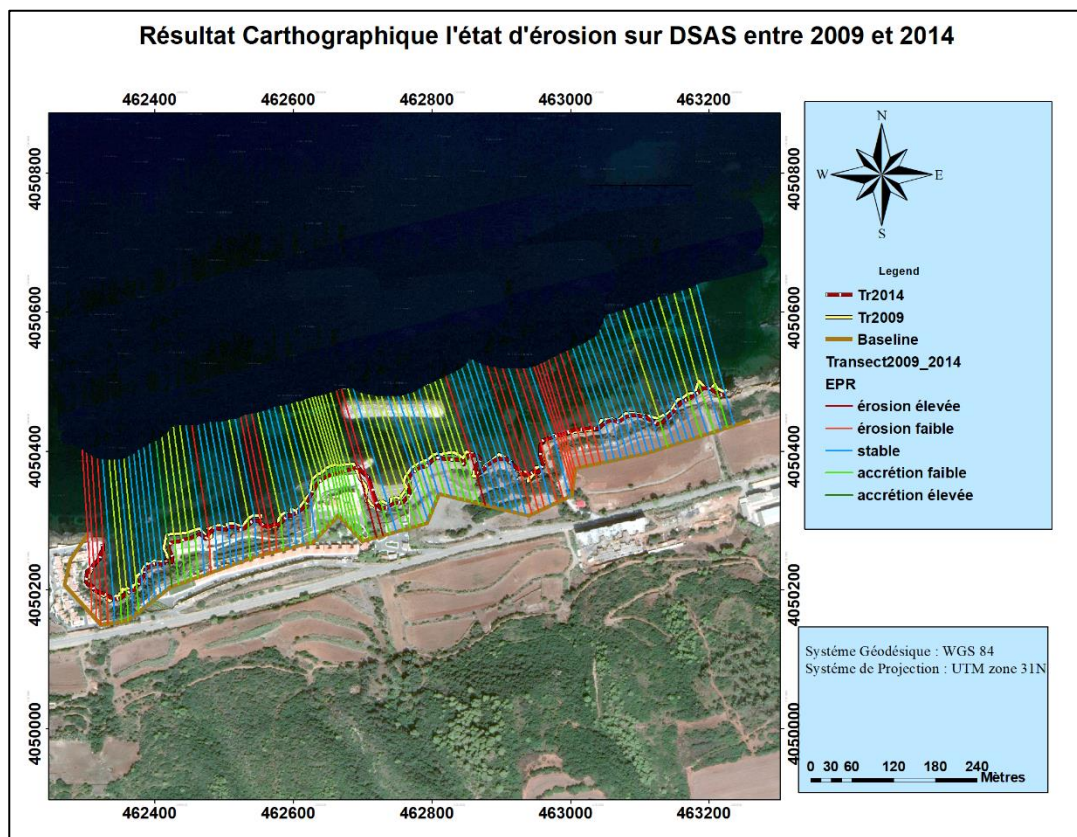 Résultat Carthographique l'état d'érosion sur DSAS entre 2009 et 2014
462400 462600 462800 463000 463200
4050800
4050600
4050400
4050200
4050000
4050800
4050600
4050400
4050200
4050000
462400 462600 462800 463000 463200
N
W
E
S
Legend
Tr2014
Tr2009
Baseline
Transect2009_2014
EPR
érosion élevée
érosion faible
stable
accrétion faible
accrétion élevée
Systéme Géodésique : WGS 84
Systéme de Projection : UTM zone 31N
0 30 60 120 180 240
Mètres